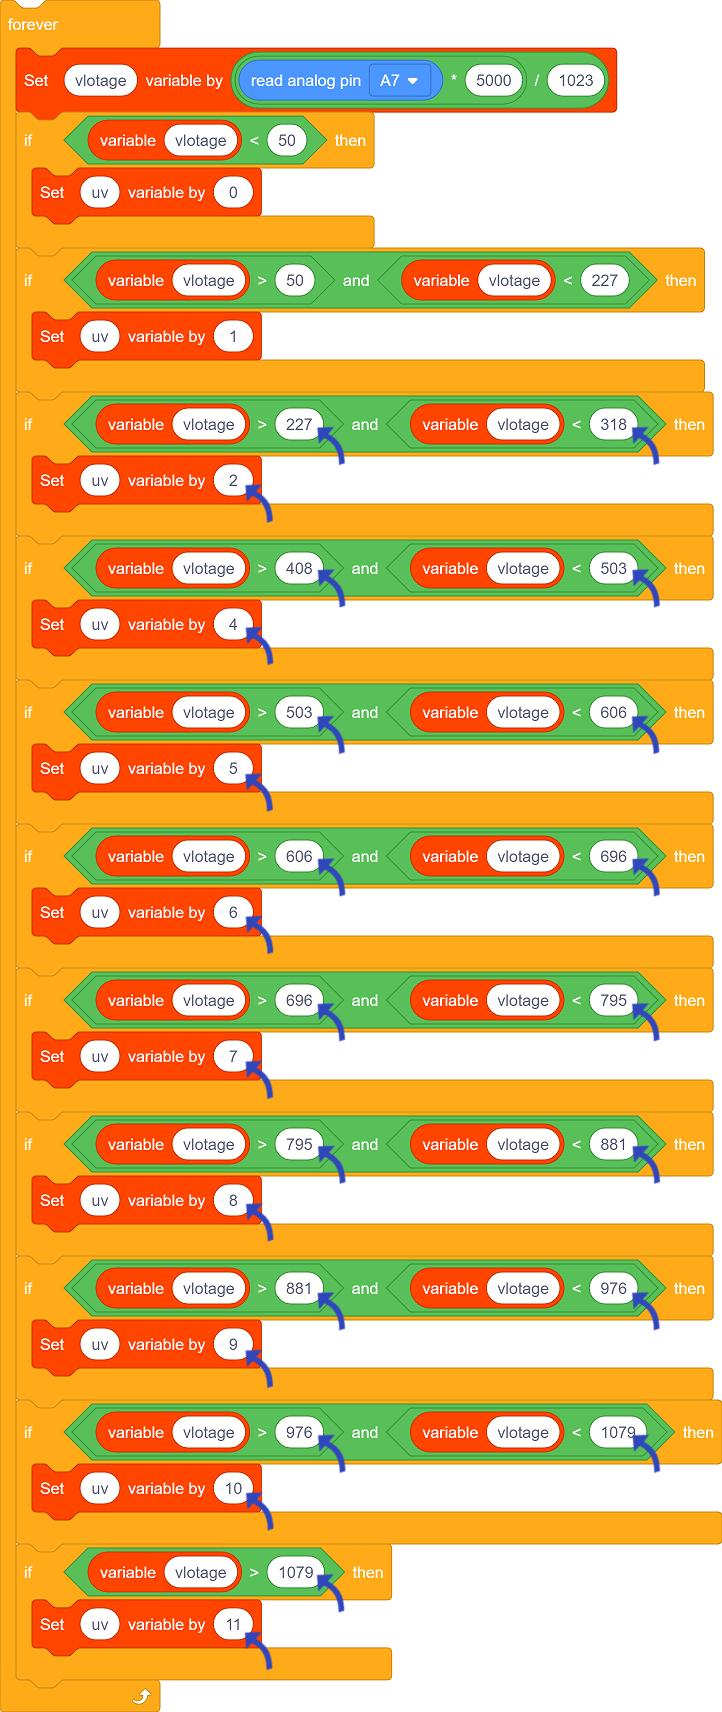 forever
Set vlotage variable by read analog pin A7 * 5000 / 1023
if variable vlotage < 50 then
Set uv variable by 0
if variable vlotage > 50 and variable vlotage < 227 then
Set uv variable by 1
if variable vlotage > 227 and variable vlotage < 318 then
Set uv variable by 2
if variable vlotage > 408 and variable vlotage < 503 then
Set uv variable by 4
if variable vlotage > 503 and variable vlotage < 606 then
Set uv variable by 5
if variable vlotage > 606 and variable vlotage < 696 then
Set uv variable by 6
if variable vlotage > 696 and variable vlotage < 795 then
Set uv variable by 7
if variable vlotage > 795 and variable vlotage < 881 then
Set uv variable by 8
if variable vlotage > 881 and variable vlotage < 976 then
Set uv variable by 9
if variable vlotage > 976 and variable vlotage < 1079 then
Set uv variable by 10
if variable vlotage > 1079 then
Set uv variable by 11